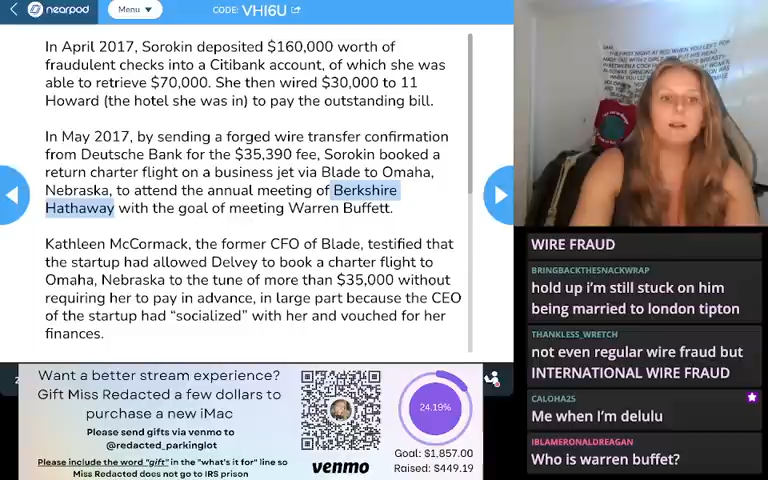 nearpod
Menu
CODE: VHI6U
In April 2017, Sorokin deposited $160,000 worth of
fraudulent checks into a Citibank account, of which she was
able to retrieve $70,000. She then wired $30,000 to 11
Howard (the hotel she was in) to pay the outstanding bill.
In May 2017, by sending a forged wire transfer confirmation
from Deutsche Bank for the $35,390 fee, Sorokin booked a
return charter flight on a business jet via Blade to Omaha,
Nebraska, to attend the annual meeting of Berkshire
Hathaway with the goal of meeting Warren Buffett.
Kathleen McCormack, the former CFO of Blade, testified that
the startup had allowed Delvey to book a charter flight to
Omaha, Nebraska to the tune of more than $35,000 without
requiring her to pay in advance, in large part because the CEO
of the startup had “socialized” with her and vouched for her
finances.
Want a better stream experience?
Gift Miss Redacted a few dollars to
purchase a new iMac
Please send gifts via venmo to
@redacted_parkinglot
Please include the word "gift" in the "what's it for" line so
Miss Redacted does not go to IRS prison
venmo
24.19%
Goal: $1,857.00
Raised: $449.19
WIRE FRAUD
BRINGBACKTHESNACKWRAP
hold up i'm still stuck on him
being married to london tipton
THANKLESS_WRETCH
not even regular wire fraud but
INTERNATIONAL WIRE FRAUD
CALOHA25
Me when I'm delulu
IBLAMERONALDREAGAN
Who is warren buffet?